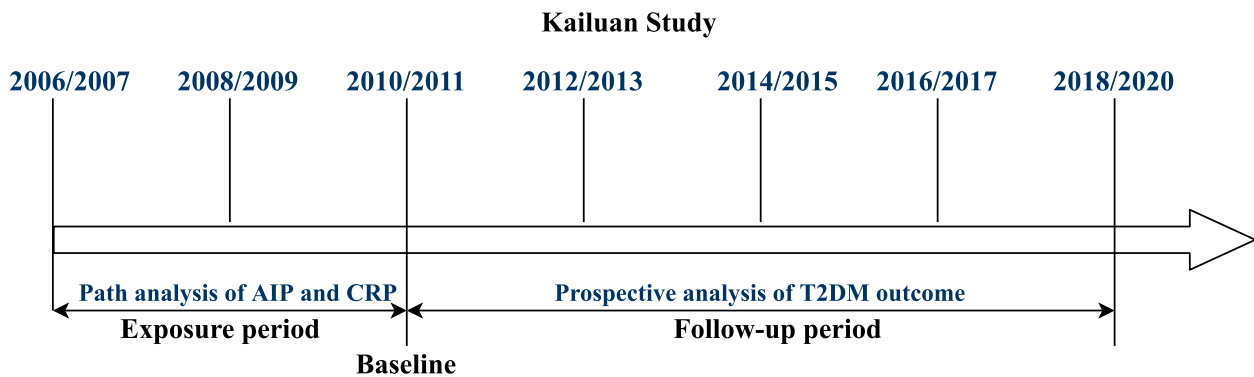 Kailuan Study
2006/2007 2008/2009 2010/2011 2012/2013 2014/2015 2016/2017 2018/2020
Path analysis of AIP and CRP Prospective analysis of T2DM outcome
Exposure period Follow-up period
Baseline